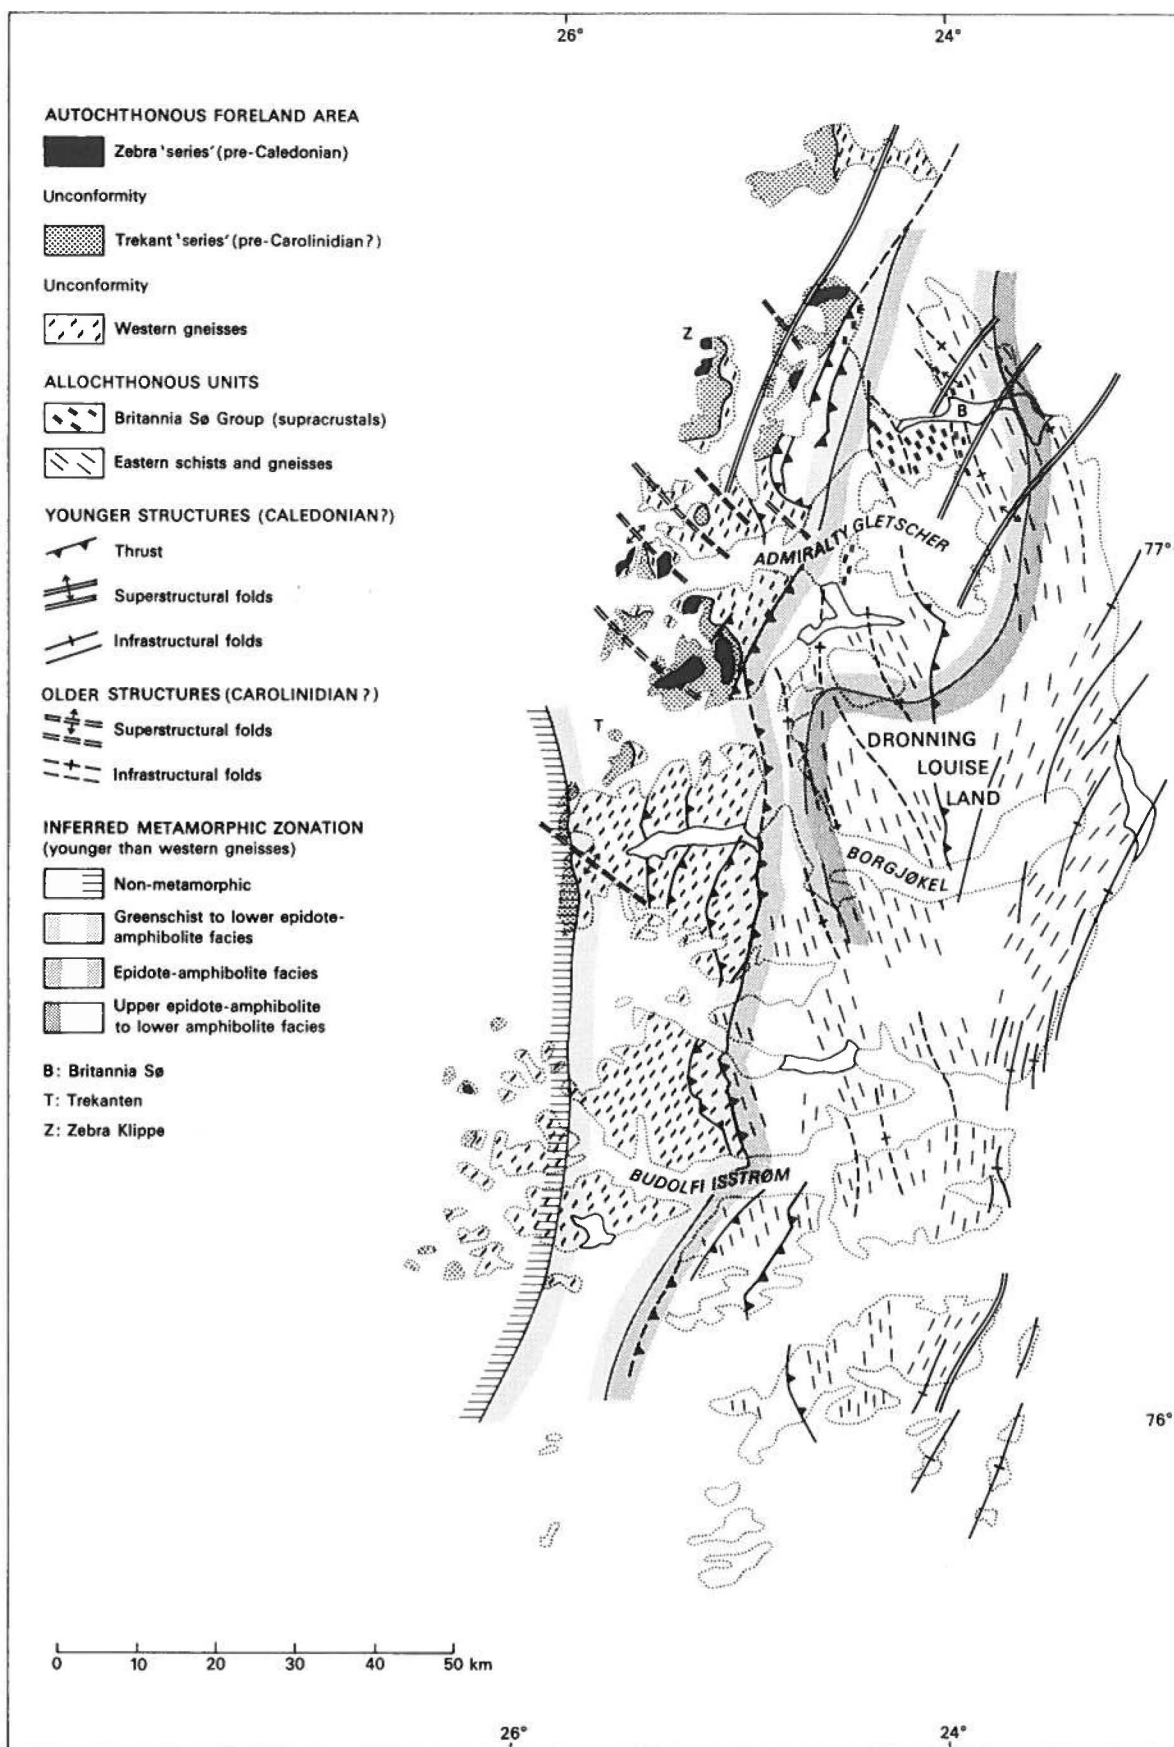 26°
24°
AUTOCHTHONOUS FORELAND AREA
Zebra 'series' (pre-Caledonian)
Unconformity
Trekant 'series' (pre-Carolinidian?)
Unconformity
Western gneisses
ALLOCHTHONOUS UNITS
Britannia Sø Group (supracrustals)
Eastern schists and gneisses
YOUNGER STRUCTURES (CALEDONIAN?)
Thrust
Superstructural folds
Infrastructural folds
OLDER STRUCTURES (CAROLINIDIAN?)
Superstructural folds
Infrastructural folds
INFERRED METAMORPHIC ZONATION
(younger than western gneisses)
Non-metamorphic
Greenschist to lower epidote-
amphibolite facies
Epidote-amphibolite facies
Upper epidote-amphibolite
to lower amphibolite facies
B: Britannia Sø
T: Trekanten
Z: Zebra Klippe
Z
B
ADMIRALTY GLETSCHER
77°
T
DRONNING
LOUISE
LAND
BORGJØKEL
BUDOLFI ISSTRØM
76°
0 10 20 30 40 50 km
26°
24°